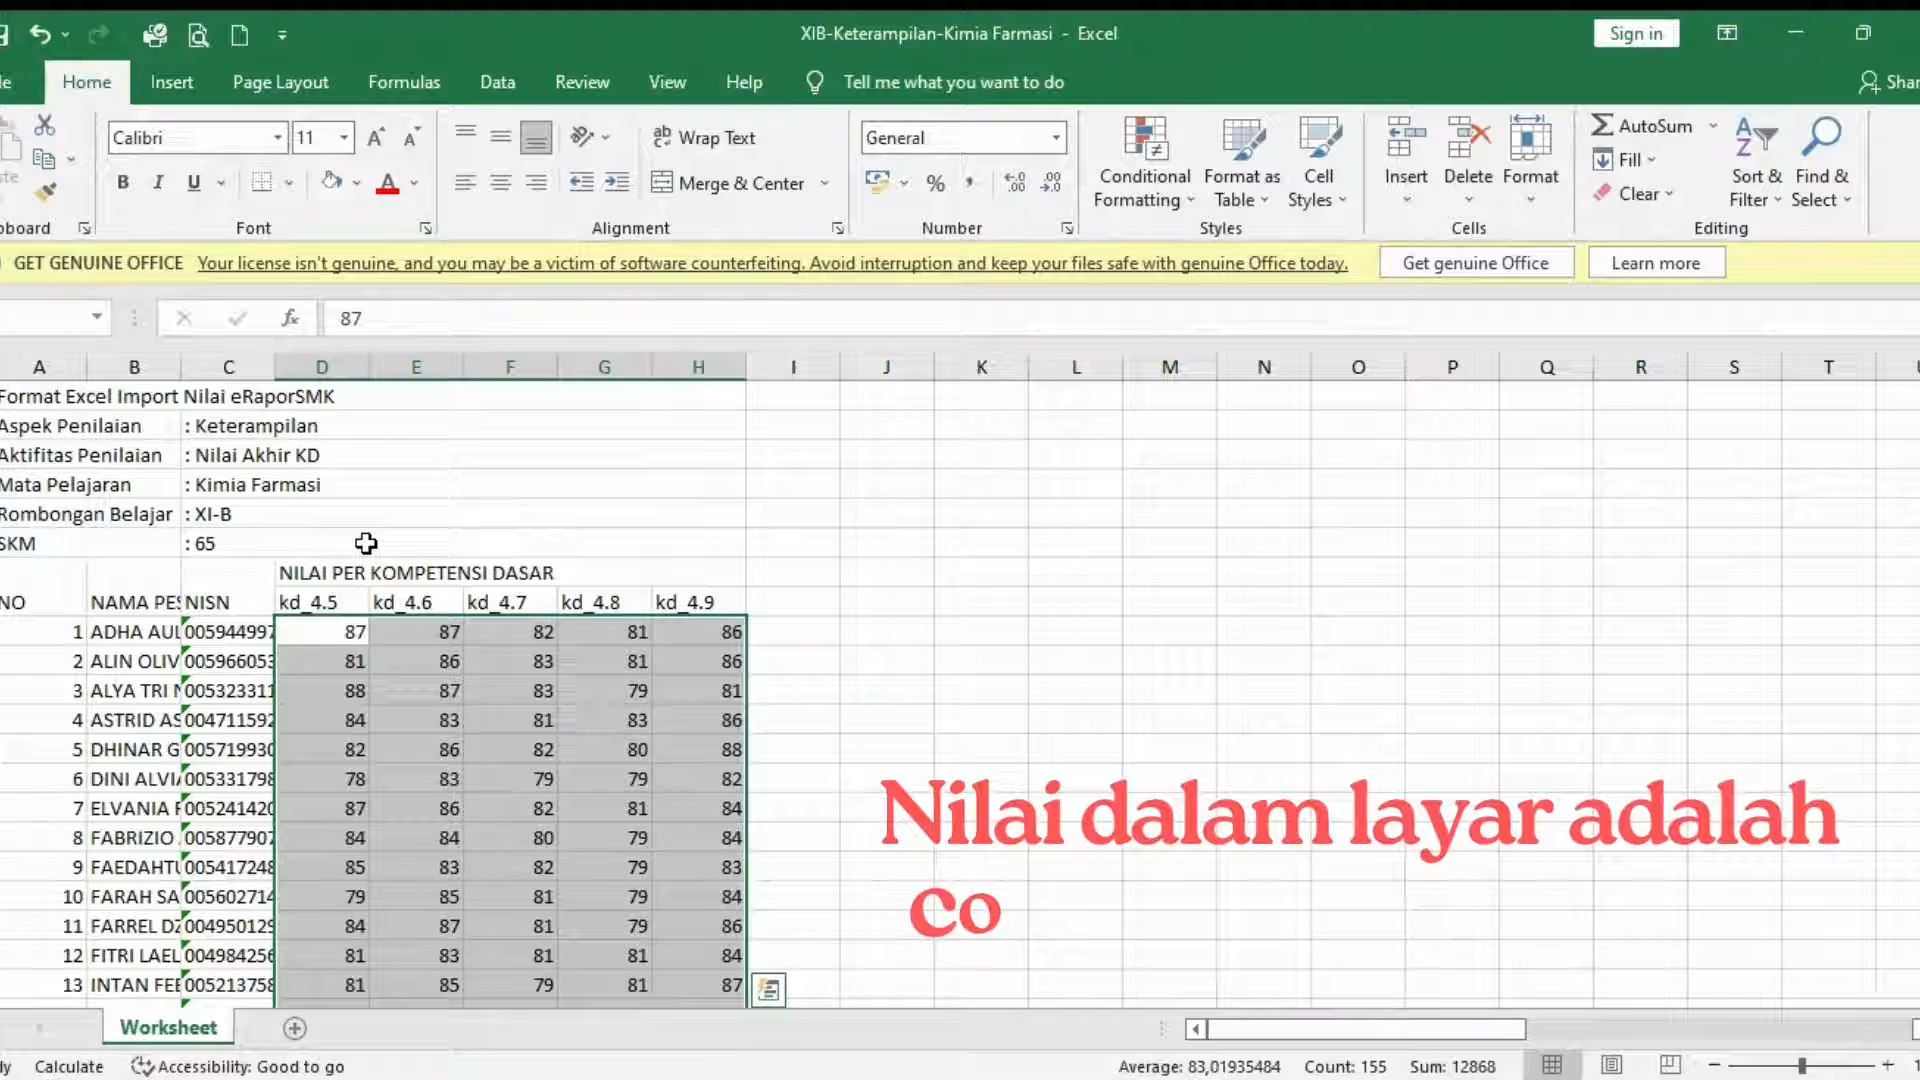 XIB-Keterampilan-Kimia Farmasi - Excel
Sign in
Home Insert Page Layout Formulas Data Review View Help Tell me what you want to do
Calibri 11
Wrap Text
General
Conditional Formatting
Format as Table
Cell Styles
Insert Delete Format
AutoSum
Fill
Clear
Sort & Filter
Find & Select
B I U
Merge & Center
Font Alignment Number Styles Cells Editing
GET GENUINE OFFICE Your license isn't genuine, and you may be a victim of software counterfeiting. Avoid interruption and keep your files safe with genuine Office today. Get genuine Office Learn more
fx 87
A B C D E F G H I J K L M N O P Q R S T
Format Excel Import Nilai eRaporSMK
Aspek Penilaian : Keterampilan
Aktifitas Penilaian : Nilai Akhir KD
Mata Pelajaran : Kimia Farmasi
Rombongan Belajar : XI-B
SKM : 65
NILAI PER KOMPETENSI DASAR
NO NAMA PES NISN kd_4.5 kd_4.6 kd_4.7 kd_4.8 kd_4.9
1 ADHA AUL 005944997 87 87 82 81 86
2 ALIN OLIV 005966053 81 86 83 81 86
3 ALYA TRI 005323311 88 87 83 79 81
4 ASTRID AS 004711592 84 83 81 83 86
5 DHINAR G 005719930 82 86 82 80 88
6 DINI ALVI 005331798 78 83 79 79 82
7 ELVANIA 005241420 87 86 82 81 84
8 FABRIZIO 005877907 84 84 80 79 84
9 FAEDAHT 005417248 85 83 82 79 83
10 FARAH SA 005602714 79 85 81 79 84
11 FARREL DZ 004950129 84 87 81 79 86
12 FITRI LAEL 004984256 81 83 81 81 84
13 INTAN FEE 005213758 81 85 79 81 87
Nilai dalam layar adalah
co
Worksheet
Calculate Accessibility: Good to go Average: 83,01935484 Count: 155 Sum: 12868